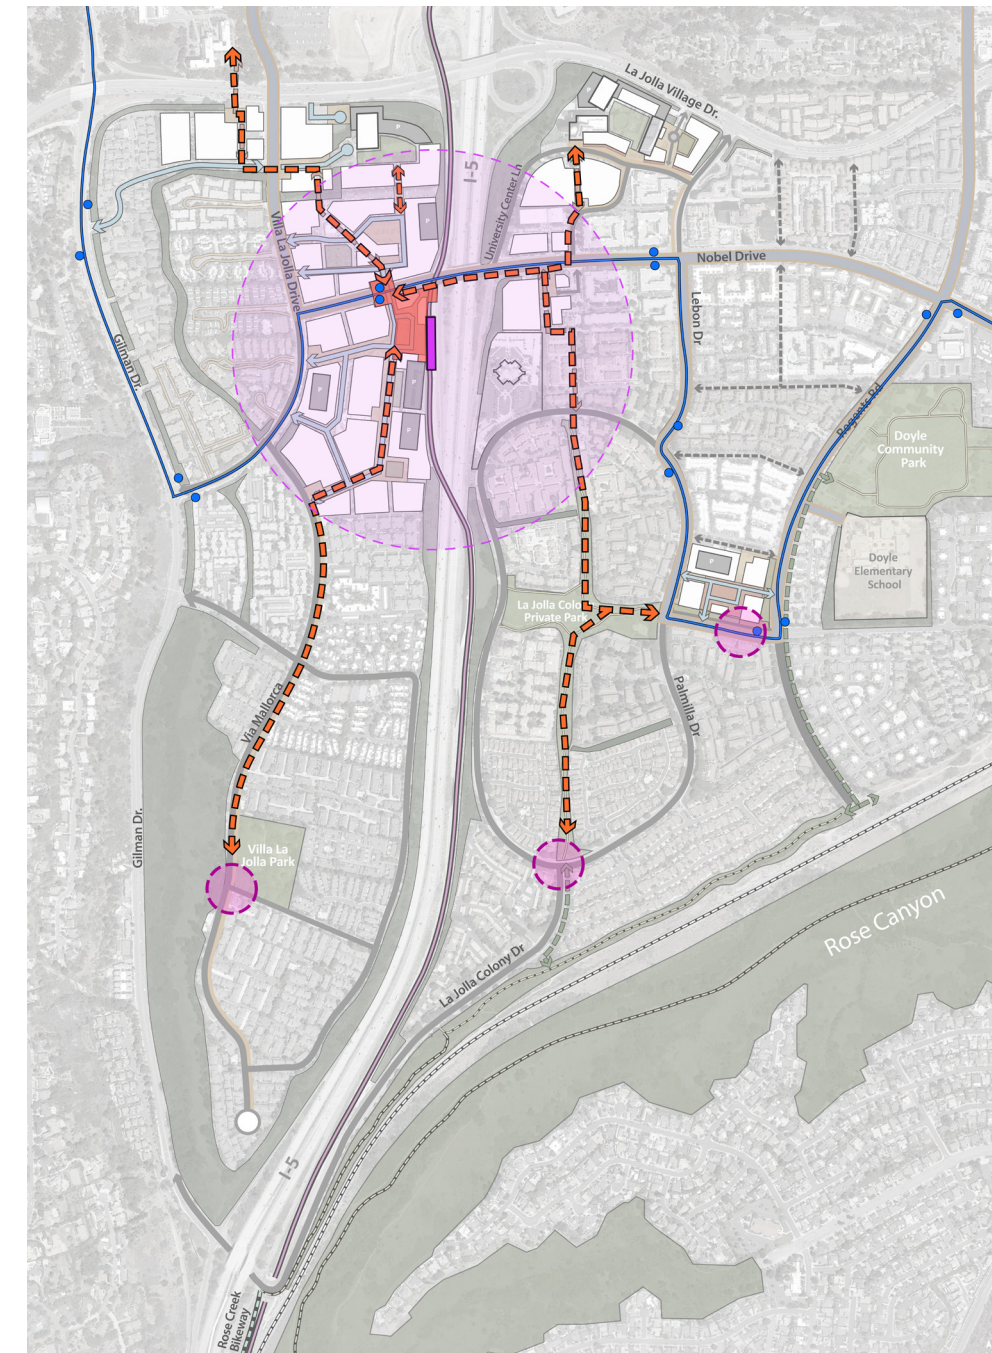 La Jolla Village Dr.
P
P
I-5
University Center Ln
Villa La Jolla Drive
P
Nobel Drive
Lebon Dr
Gilman Dr.
P
P
P
Regents Rd
Doyle
Community
Park
P
Doyle
Elementary
School
La Jolla Colo
Private Park
Via Mallorca
Palmilla Dr
Gilman Dr.
Villa La
Jolla Park
Rose Canyon
La Jolla Colony Dr
I-5
Rose Creek
Bikeway